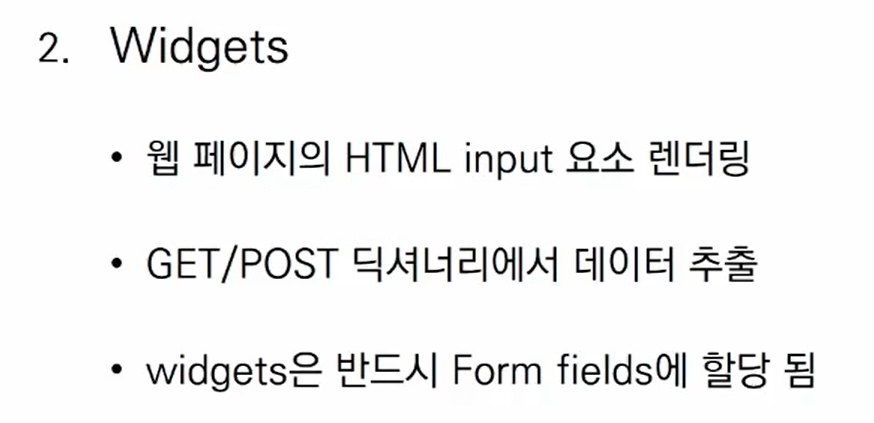 2. Widgets
• 웹 페이지의 HTML input 요소 렌더링
• GET/POST 딕셔너리에서 데이터 추출
• widgets은 반드시 Form fields에 할당 됨